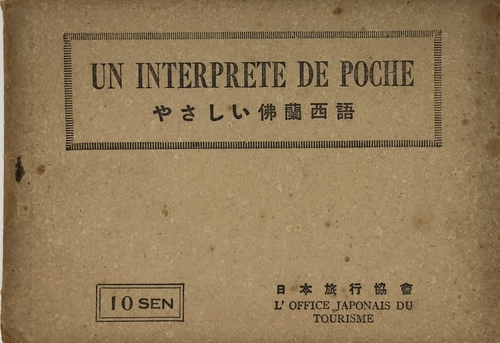 UN INTERPRETE DE POCHE
やさしい佛蘭西語
10 SEN
日本旅行協會
L' OFFICE JAPONAIS DU
TOURISME